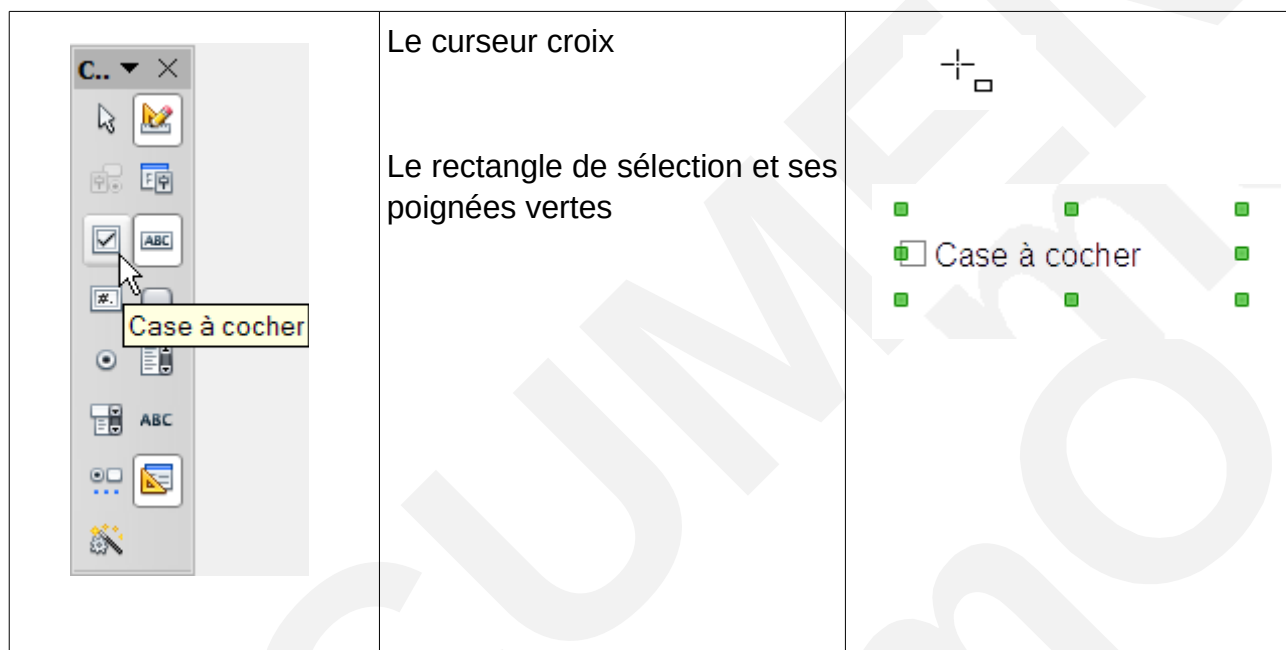 C..
ABC
#.
Case à cocher
ABC
Le curseur croix
Le rectangle de sélection et ses
poignées vertes
Case à cocher